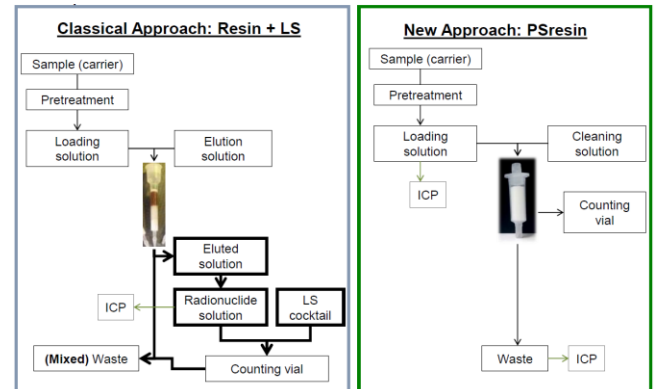 Classical Approach: Resin + LS
Sample (carrier)
Pretreatment
Loading
solution
Elution
solution
Eluted
solution
ICP
Radionuclide
solution
LS
cocktail
(Mixed) Waste
Counting vial
New Approach: PSresin
Sample (carrier)
Pretreatment
Loading
solution
Cleaning
solution
ICP
Counting
vial
Waste
ICP